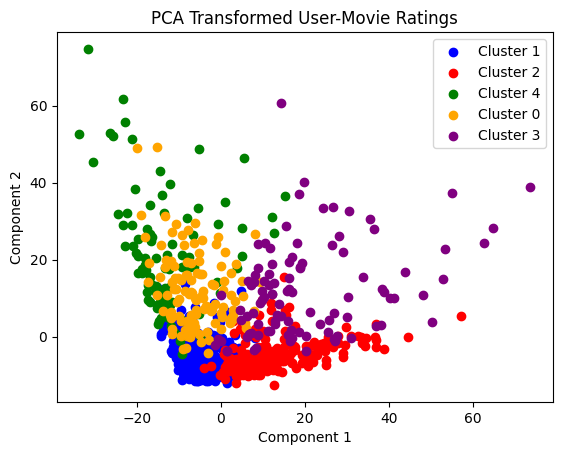 PCA Transformed User-Movie Ratings
Cluster 1
Cluster 2
Cluster 4
Cluster 0
Cluster 3
Component 2
60
40
20
0
−20
0
20
40
60
Component 1